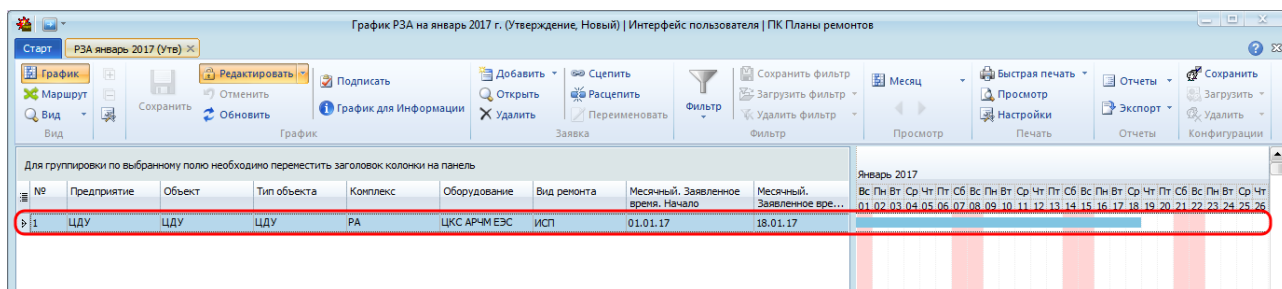 График РЗА на январь 2017 г. (Утверждение, Новый) | Интерфейс пользователя | ПК Планы ремонтов
Старт РЗА январь 2017 (Утв)
График Редактировать Подписать Добавить Сцепить Сохранить фильтр Месяц Быстрая печать Отчеты Сохранить
Маршрут Сохранить Отменить График для Информации Открыть Расцепить Фильтр Загрузить фильтр Просмотр Экспорт Загрузить
Вид Обновить Удалить Переименовать Удалить фильтр Настройки Удалить
Вид График Заявка Фильтр Просмотр Печать Отчеты Конфигурации
Для группировки по выбранному полю необходимо переместить заголовок колонки на панель
Январь 2017
№ Предприятие Объект Тип объекта Комплекс Оборудование Вид ремонта Месячный. Заявленное время. Начало Месячный. Заявленное вре... Вс Пн Вт Ср Чт Пт Сб Вс Пн Вт Ср Чт Пт Сб Вс Пн Вт Ср Чт Пт Сб Вс Пн Вт Ср Чт
01 02 03 04 05 06 07 08 09 10 11 12 13 14 15 16 17 18 19 20 21 22 23 24 25 26
1 ЦДУ ЦДУ ЦДУ РА ЦКС АРЧМ ЕЭС ИСП 01.01.17 18.01.17